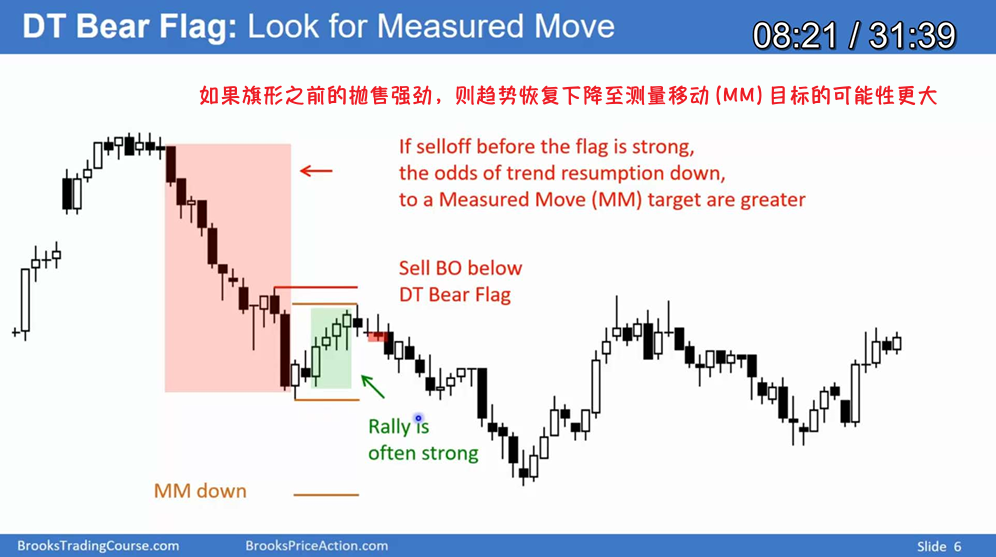 DT Bear Flag: Look for Measured Move
08:21 / 31:39
如果旗形之前的抛售强劲，则趋势恢复下降至测量移动(MM)目标的可能性更大
If selloff before the flag is strong,
the odds of trend resumption down,
to a Measured Move (MM) target are greater
Sell BO below
DT Bear Flag
Rally is
often strong
MM down
BrooksTradingCourse.com
BrooksPriceAction.com
Slide 6